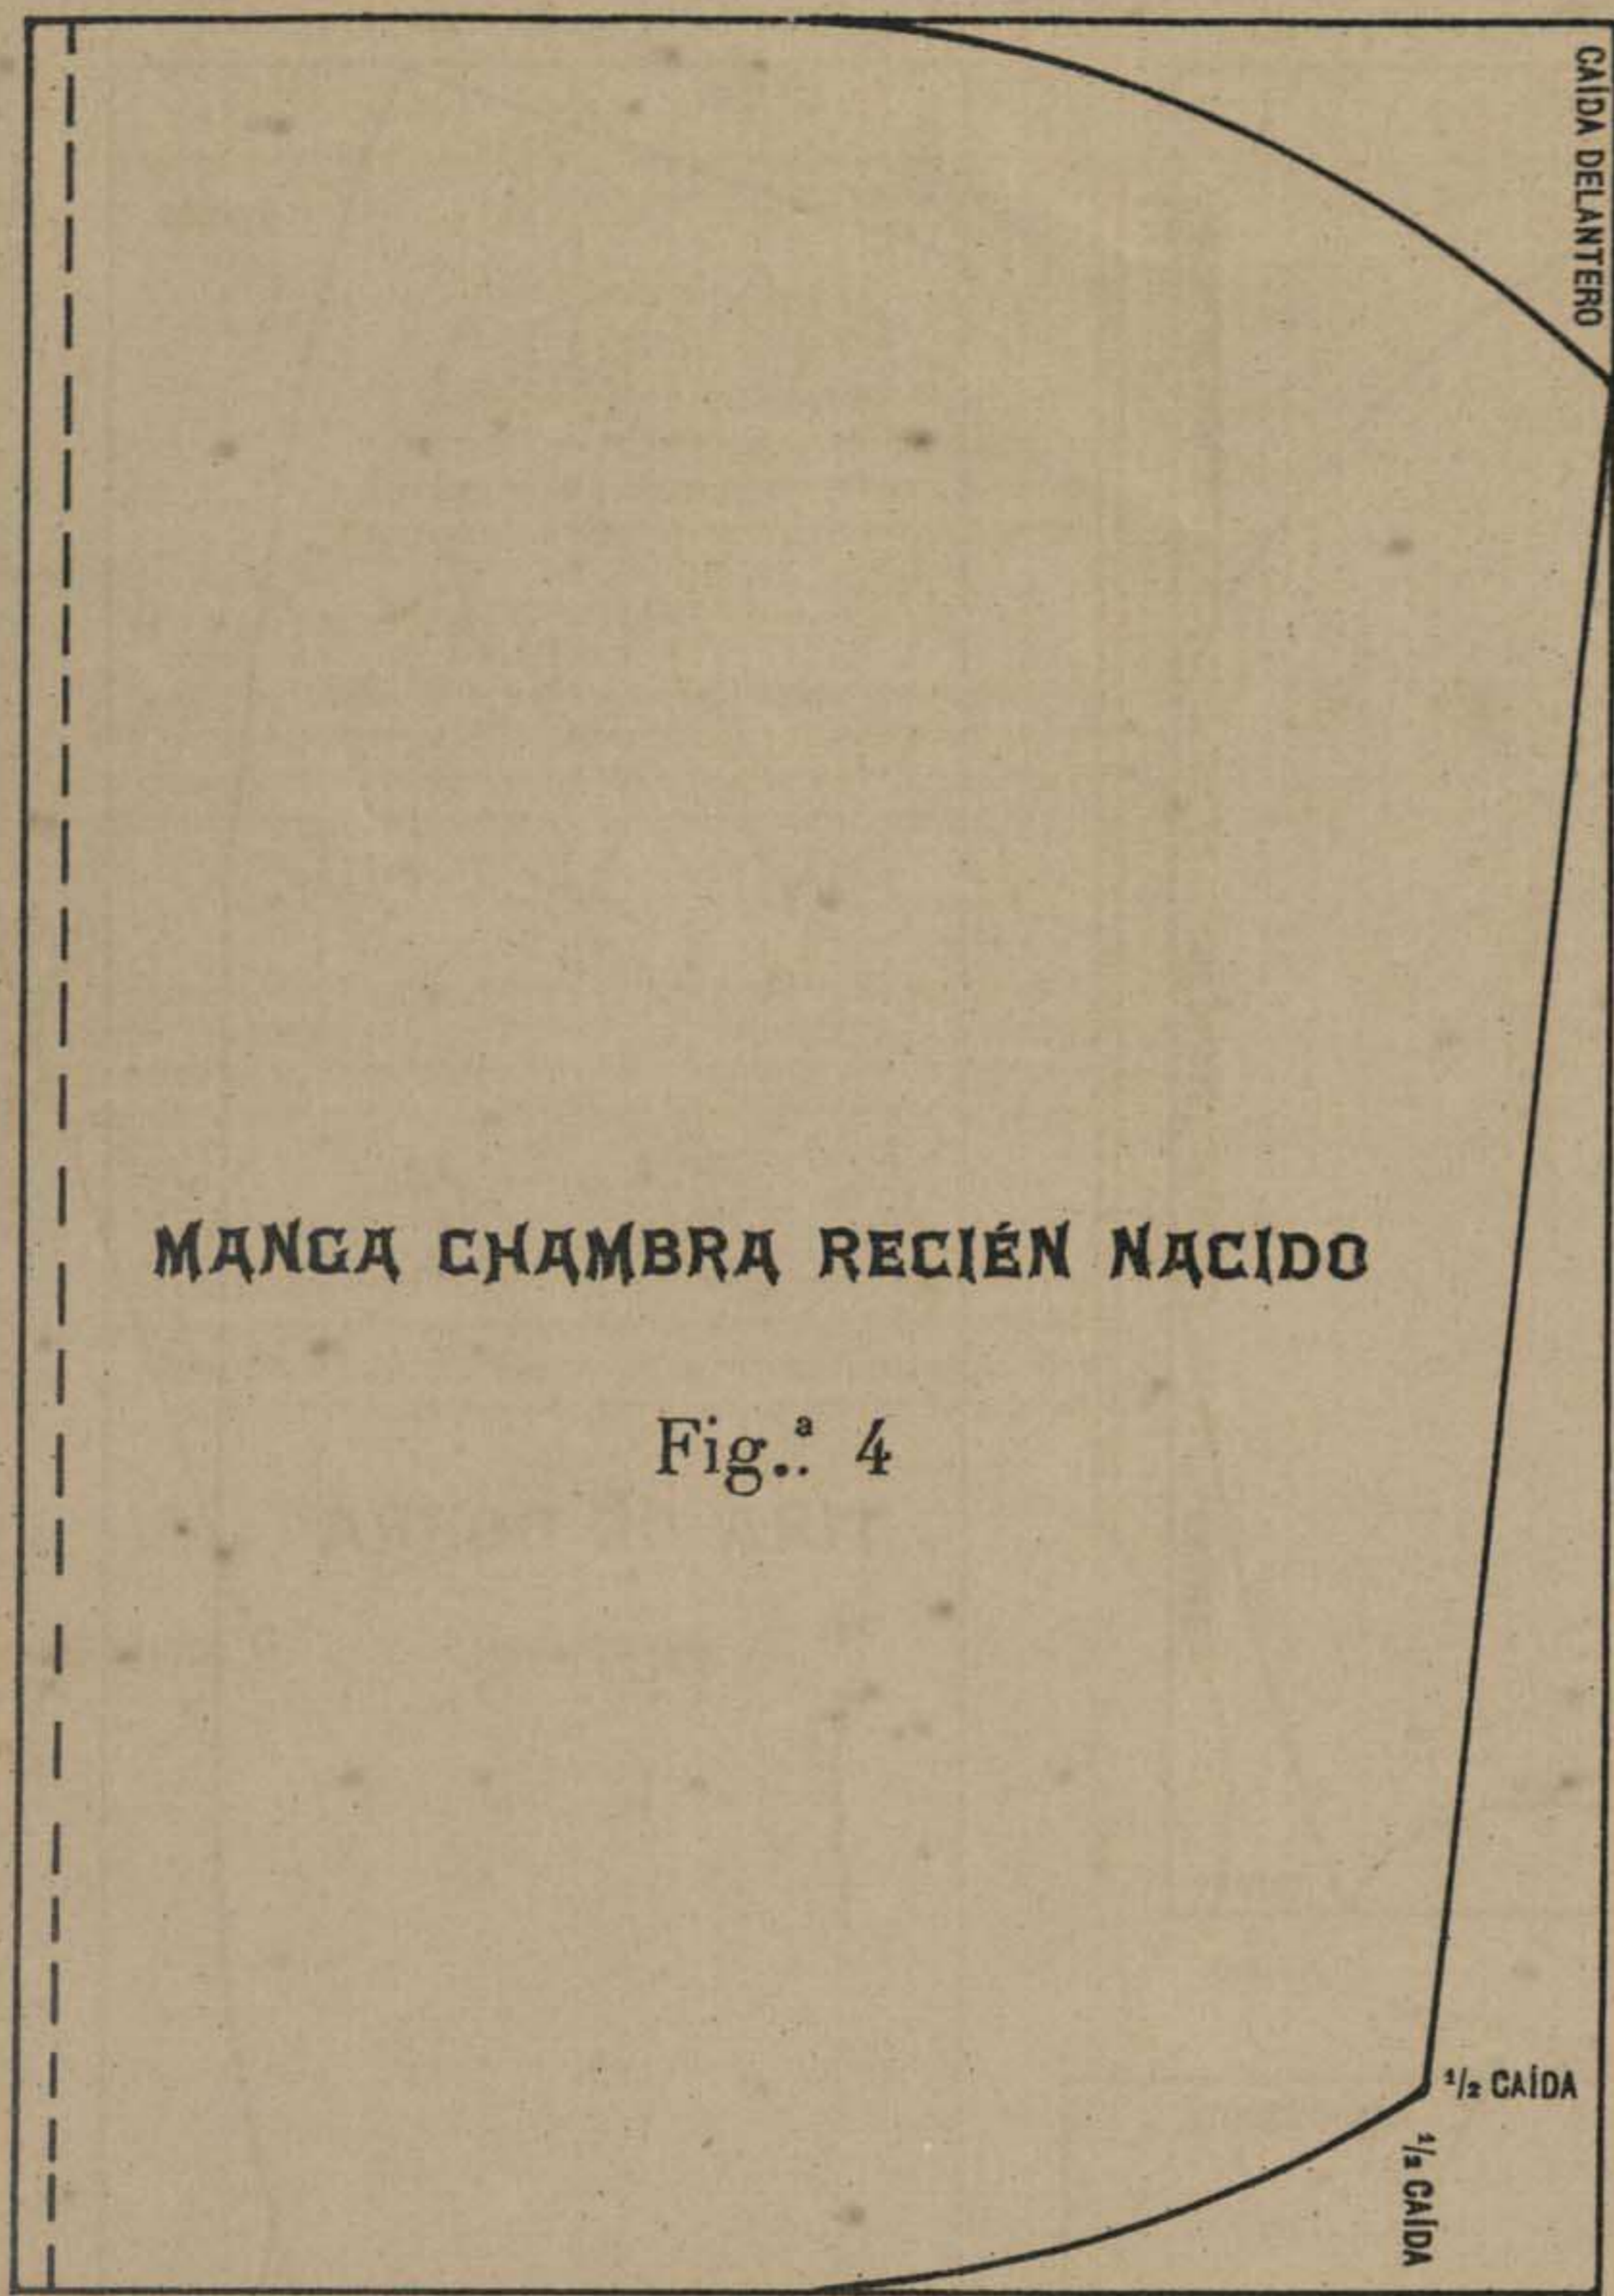 CAÍDA DELANTERO
MANGA CHAMBRA RECIÉN NACIDO
Fig.ª 4
1/2 CAÍDA
1/2 CAÍDA